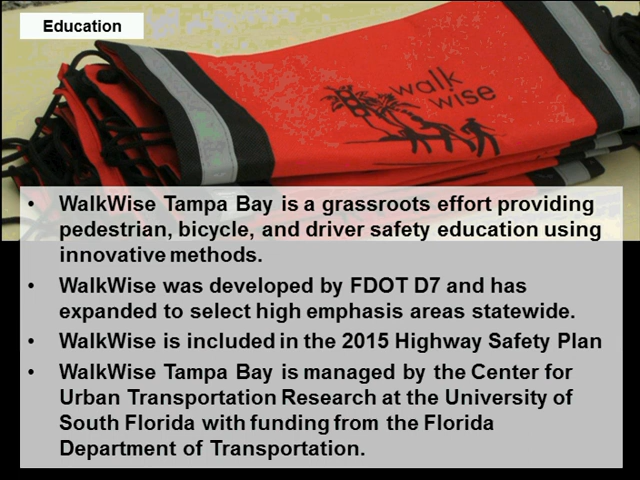 Education
walk
wise
• WalkWise Tampa Bay is a grassroots effort providing
pedestrian, bicycle, and driver safety education using
innovative methods.
• WalkWise was developed by FDOT D7 and has
expanded to select high emphasis areas statewide.
• WalkWise is included in the 2015 Highway Safety Plan
• WalkWise Tampa Bay is managed by the Center for
Urban Transportation Research at the University of
South Florida with funding from the Florida
Department of Transportation.